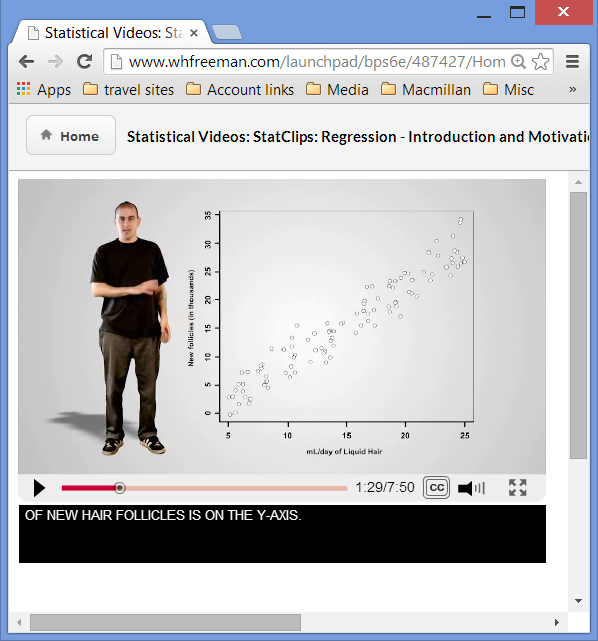 Statistical Videos: Sta
www.whfreeman.com/launchpad/bps6e/487427/Hom
Apps travel sites Account links Media Macmillan Misc »
Home Statistical Videos: StatClips: Regression - Introduction and Motivati
35
30
25
20
15
10
5
0
New follicles (in thousands)
5 10 15 20 25
mL/day of Liquid Hair
1:29/7:50 CC
OF NEW HAIR FOLLICLES IS ON THE Y-AXIS.